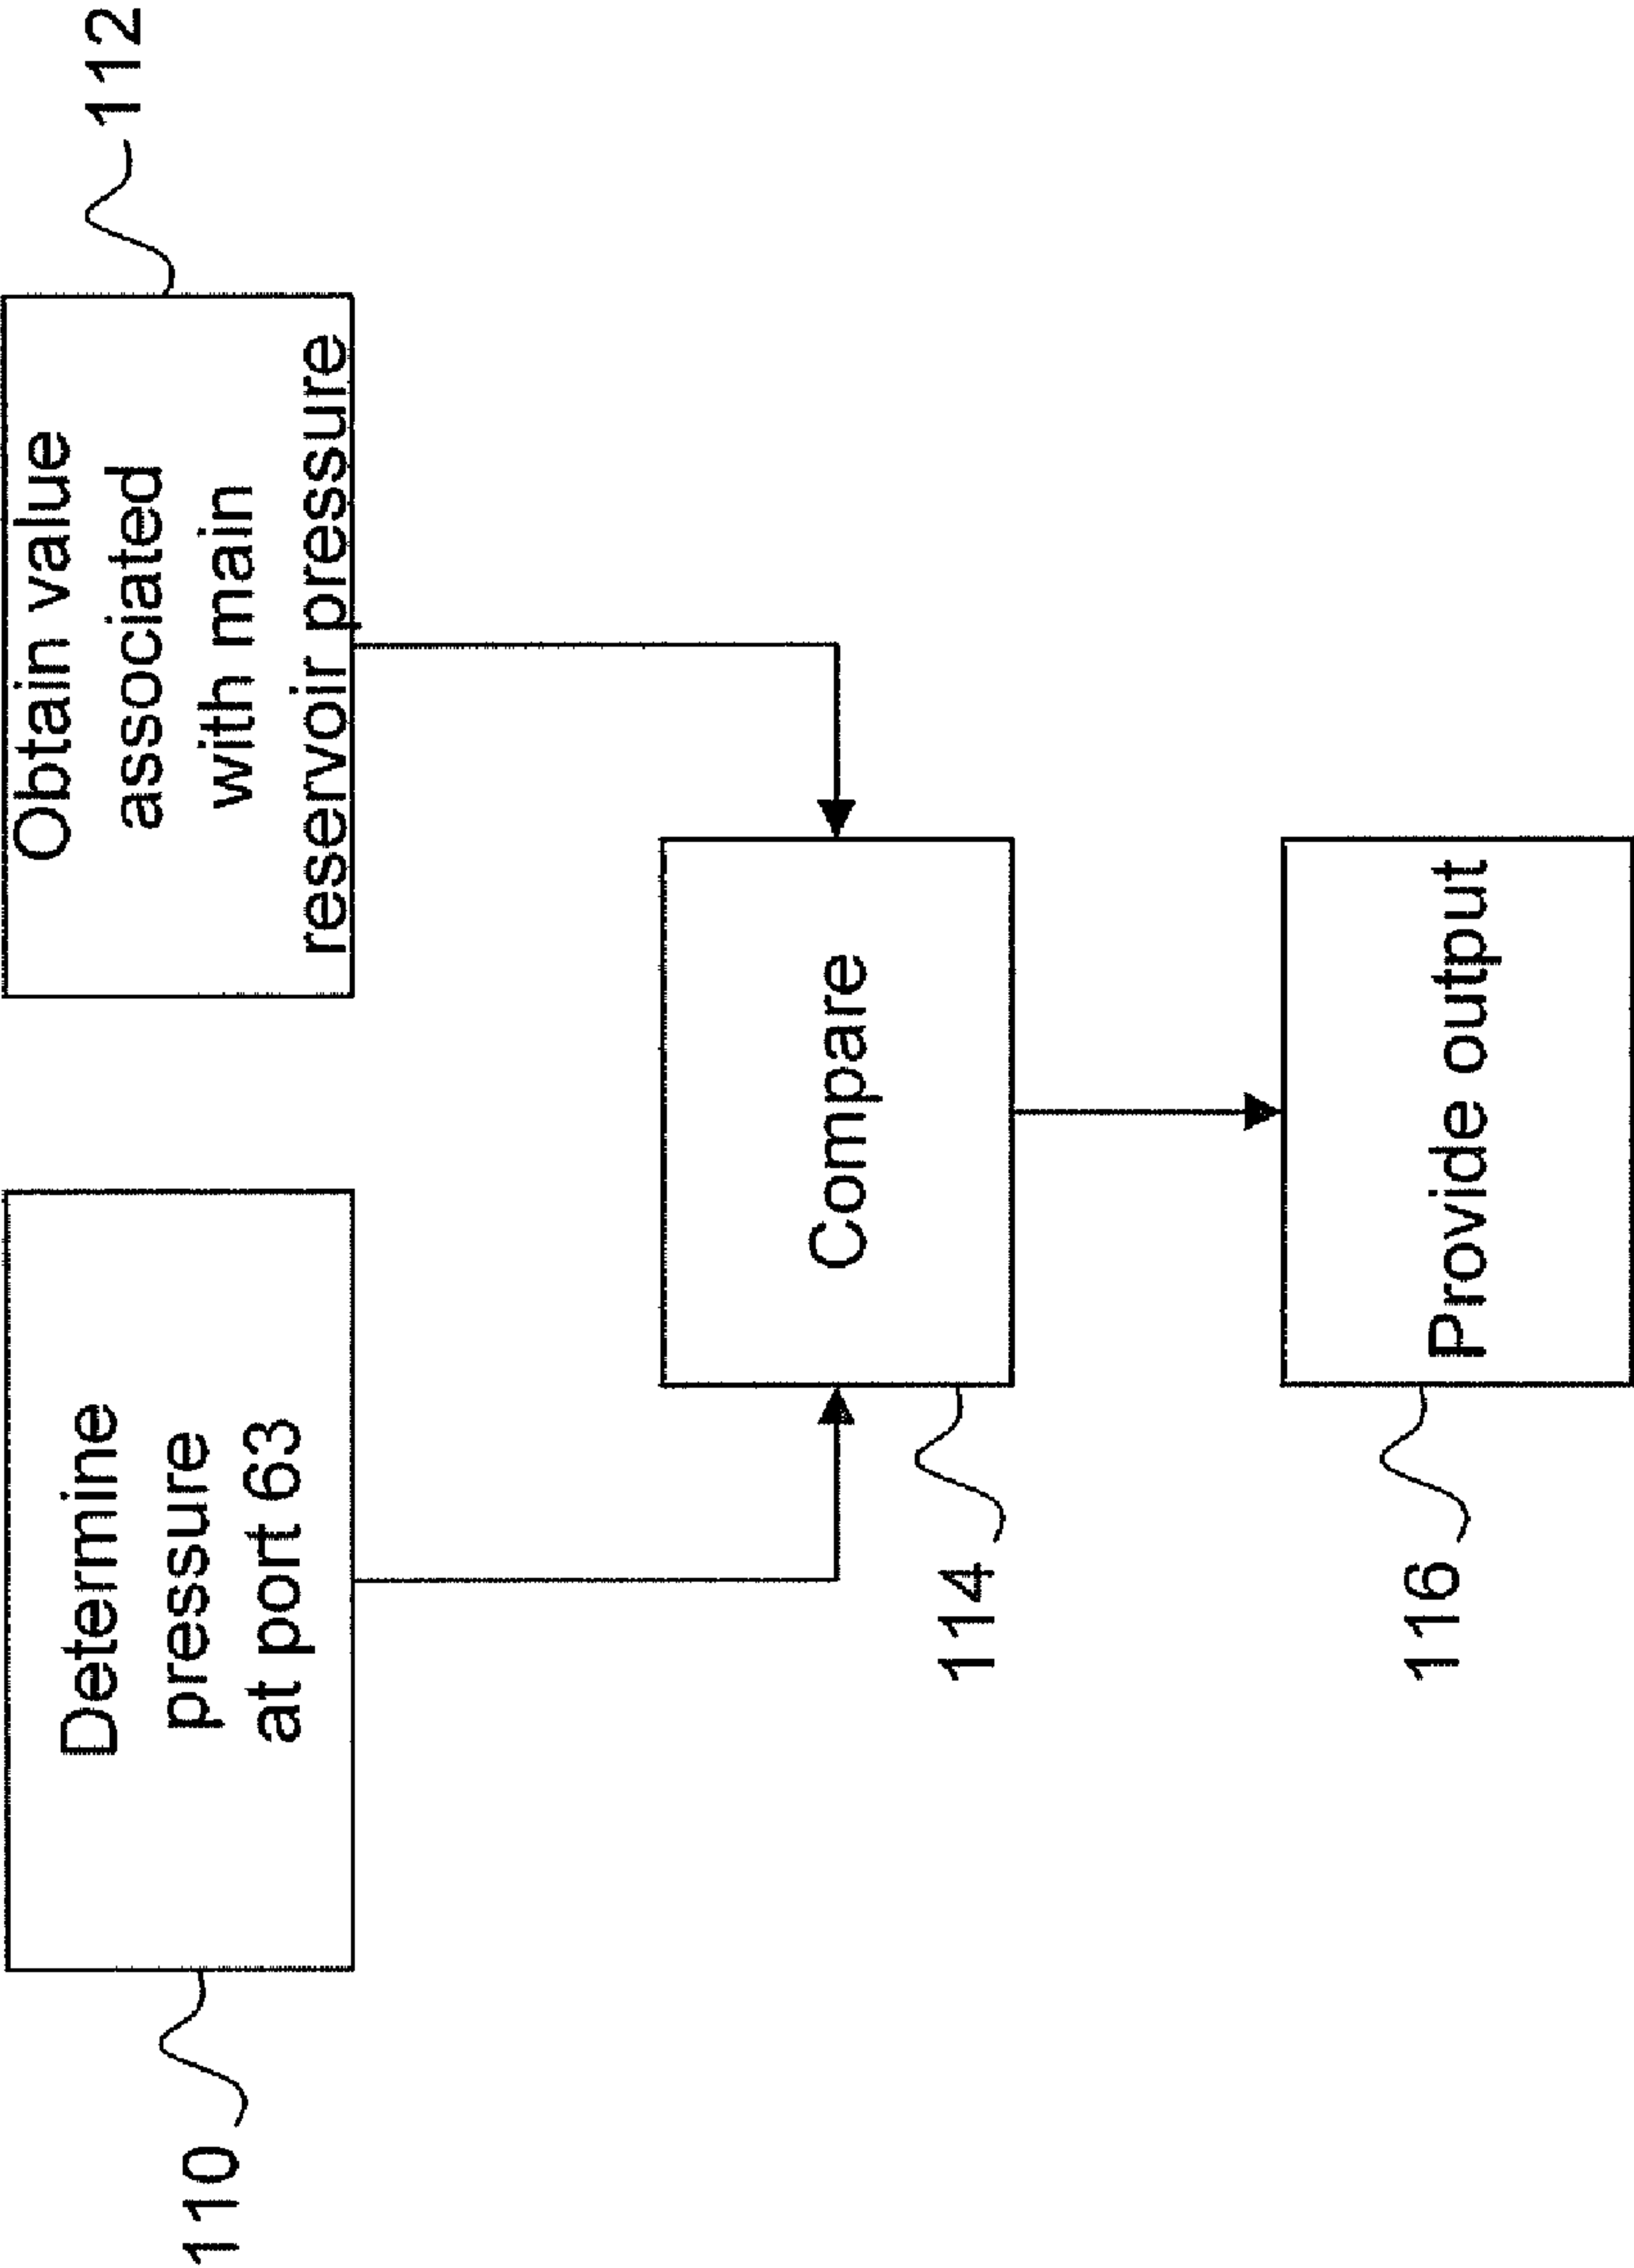 110
Determine
pressure
at port 63
Obtain value
associated
with main
reservoir pressure
112
Compare
114
Provide output
116